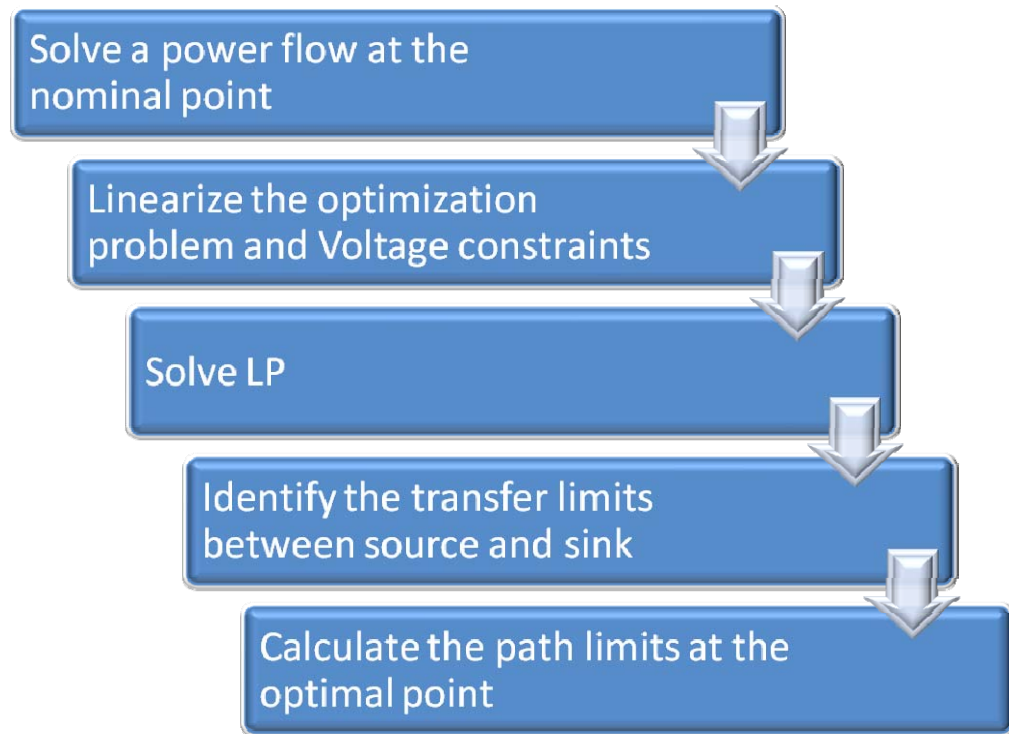 Solve a power flow at the
nominal point
Linearize the optimization
problem and Voltage constraints
Solve LP
Identify the transfer limits
between source and sink
Calculate the path limits at the
optimal point